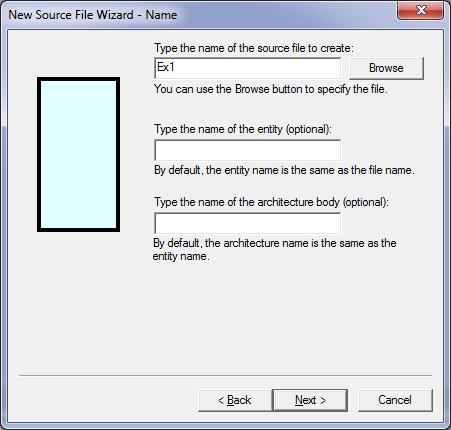 New Source File Wizard - Name
Type the name of the source file to create:
Ex1
Browse
You can use the Browse button to specify the file.
Type the name of the entity (optional):
By default, the entity name is the same as the file name.
Type the name of the architecture body (optional):
By default, the architecture name is the same as the
entity name.
< Back
Next >
Cancel